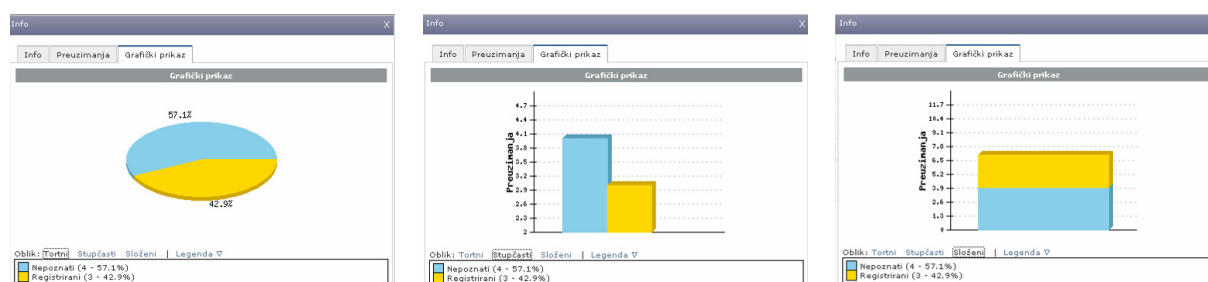 Info X
Info Preuzimanja Grafički prikaz
Grafički prikaz
57.1%
42.9%
Oblik: Tortni Stupčasti Složeni | Legenda ∇
Nepoznati (4 - 57.1%)
Registrirani (3 - 42.9%)
Info X
Info Preuzimanja Grafički prikaz
Grafički prikaz
Preuzimanja
4.7
4.4
4.1
3.8
3.5
3.2
2.9
2.6
2.3
2
Oblik: Tortni Stupčasti Složeni | Legenda ∇
Nepoznati (4 - 57.1%)
Registrirani (3 - 42.9%)
Info
Info Preuzimanja Grafički prikaz
Grafički prikaz
Preuzimanja
11.7
10.4
9.1
7.8
6.5
5.2
3.9
2.6
1.3
0
Oblik: Tortni Stupčasti Složeni | Legenda ∇
Nepoznati (4 - 57.1%)
Registrirani (3 - 42.9%)